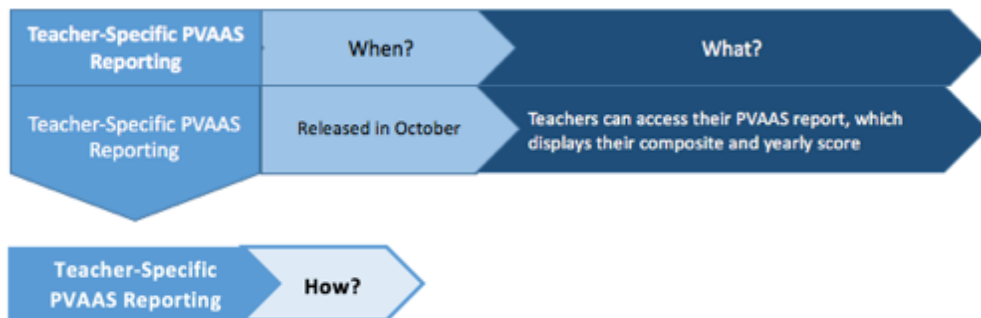 Teacher-Specific PVAAS
Reporting
When?
What?
Teacher-Specific PVAAS
Reporting
Released in October
Teachers can access their PVAAS report, which
displays their composite and yearly score
Teacher-Specific
PVAAS Reporting
How?